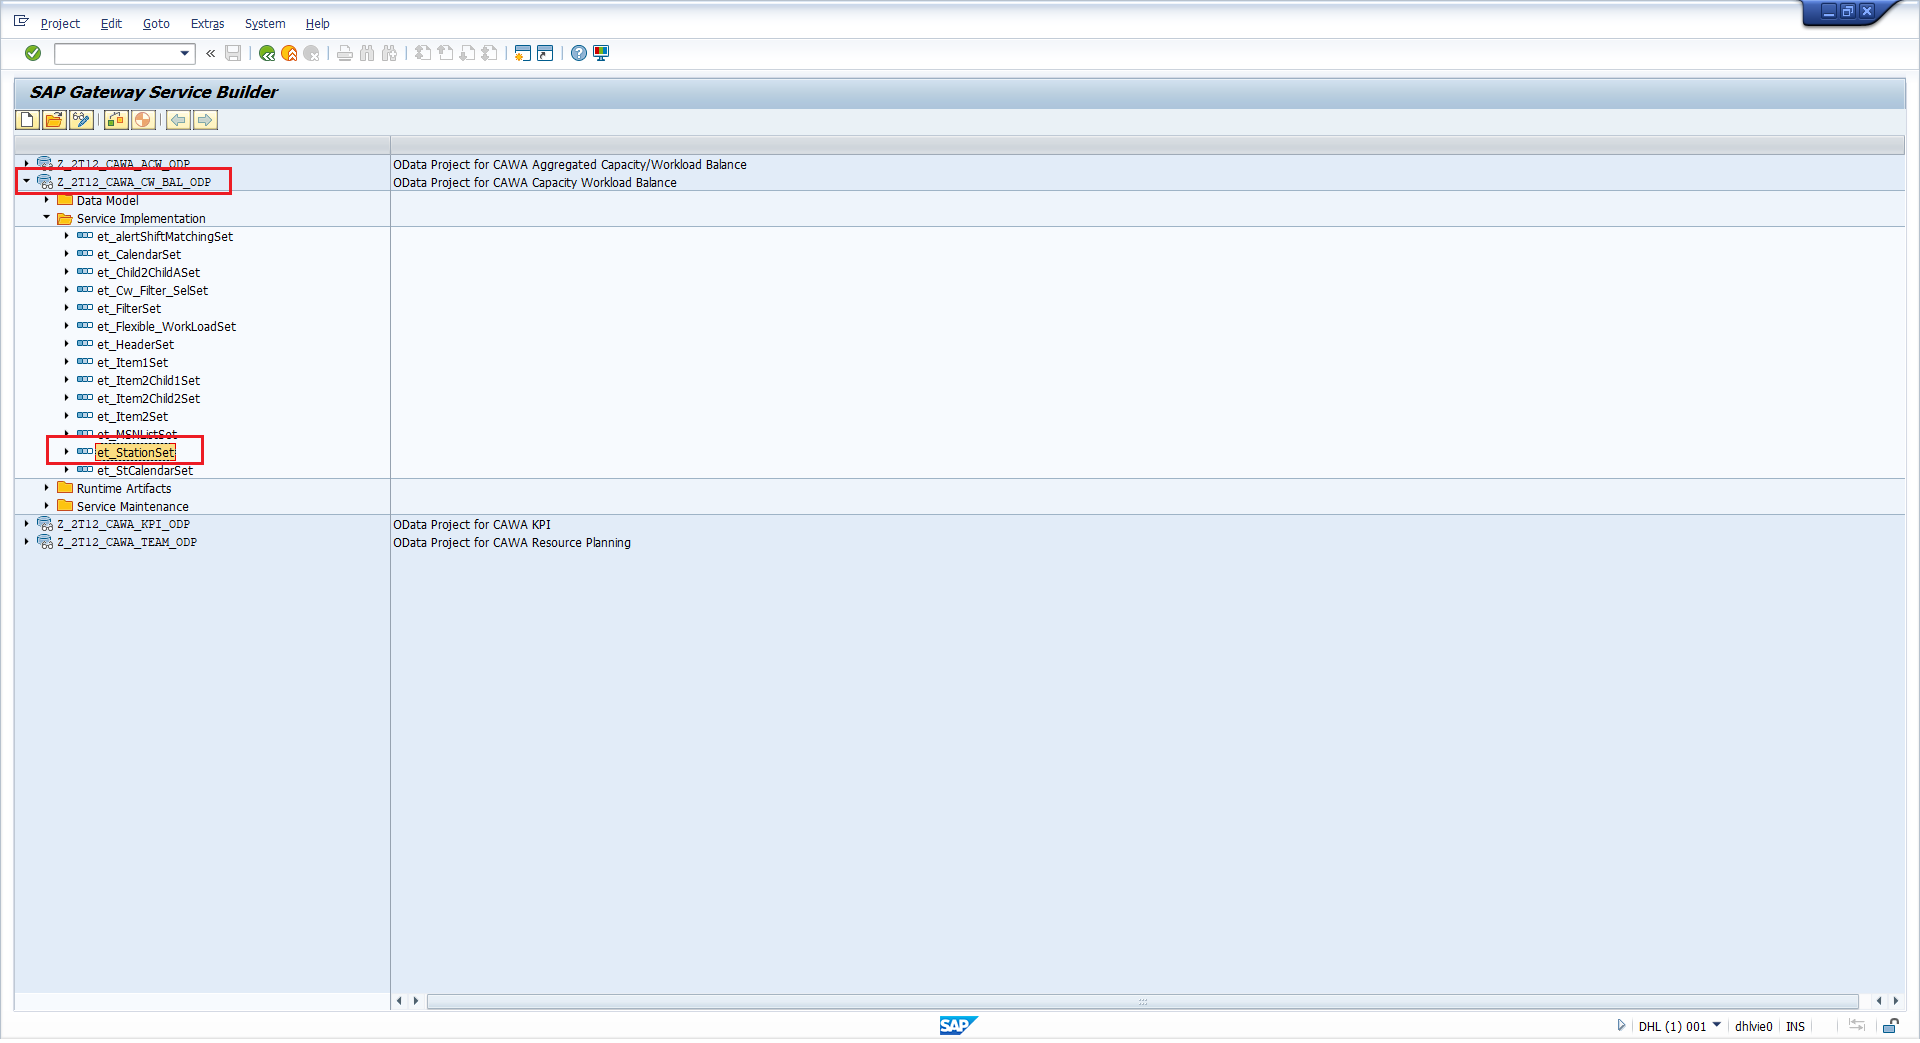 Project Edit Goto Extras System Help
SAP Gateway Service Builder
Z_2T12_CAWA_ACW_ODP OData Project for CAWA Aggregated Capacity/Workload Balance
Z_2T12_CAWA_CW_BAL_ODP OData Project for CAWA Capacity Workload Balance
Data Model
Service Implementation
et_alertShiftMatchingSet
et_CalendarSet
et_Child2ChildASet
et_Cw_Filter_SelSet
et_FilterSet
et_Flexible_WorkLoadSet
et_HeaderSet
et_Item1Set
et_Item2Child1Set
et_Item2Child2Set
et_Item2Set
et_MSNListSet
et_StationSet
et_StCalendarSet
Runtime Artifacts
Service Maintenance
Z_2T12_CAWA_KPI_ODP OData Project for CAWA KPI
Z_2T12_CAWA_TEAM_ODP OData Project for CAWA Resource Planning
SAP DHL (1) 001 dhlvie0 INS